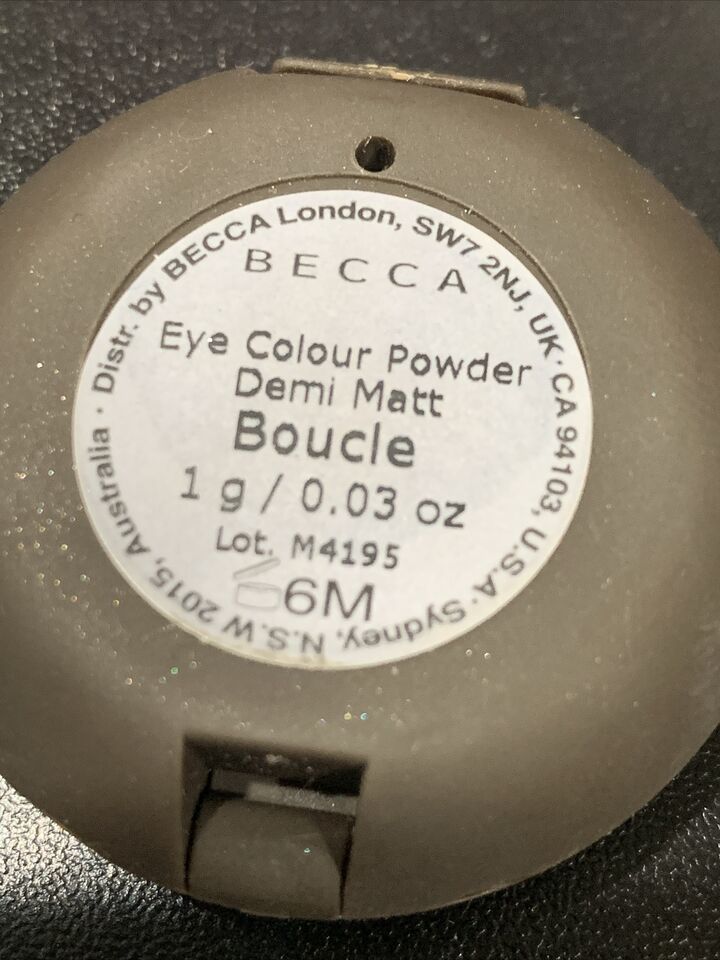 Distr. by BECCA London, SW7 2NJ, UK · CA 94103, U.S.A · Sydney, N.S.W 2015, Australia ·
BECCA
Eye Colour Powder
Demi Matt
Boucle
1 g / 0.03 oz
Lot. M4195
6M